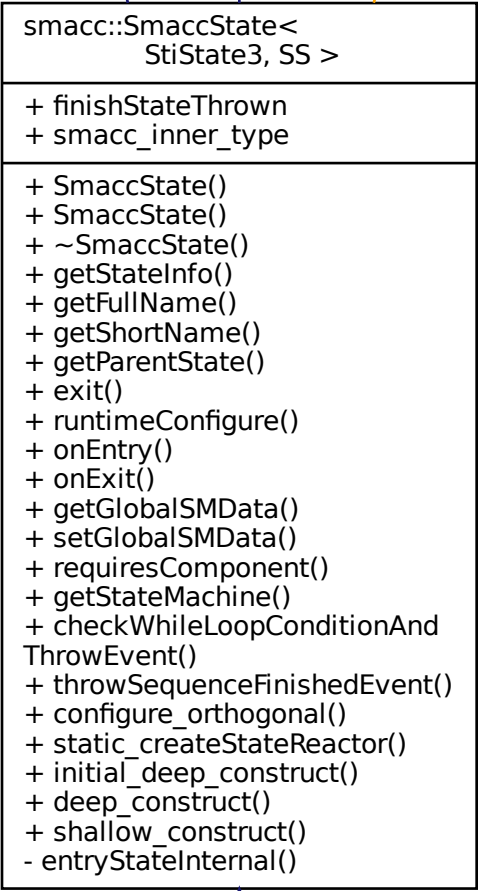 smacc::SmaccState<
StiState3, SS >
+ finishStateThrown
+ smacc_inner_type
+ SmaccState()
+ SmaccState()
+ ~SmaccState()
+ getStateInfo()
+ getFullName()
+ getShortName()
+ getParentState()
+ exit()
+ runtimeConfigure()
+ onEntry()
+ onExit()
+ getGlobalSMData()
+ setGlobalSMData()
+ requiresComponent()
+ getStateMachine()
+ checkWhileLoopConditionAnd
ThrowEvent()
+ throwSequenceFinishedEvent()
+ configure_orthogonal()
+ static_createStateReactor()
+ initial_deep_construct()
+ deep_construct()
+ shallow_construct()
- entryStateInternal()